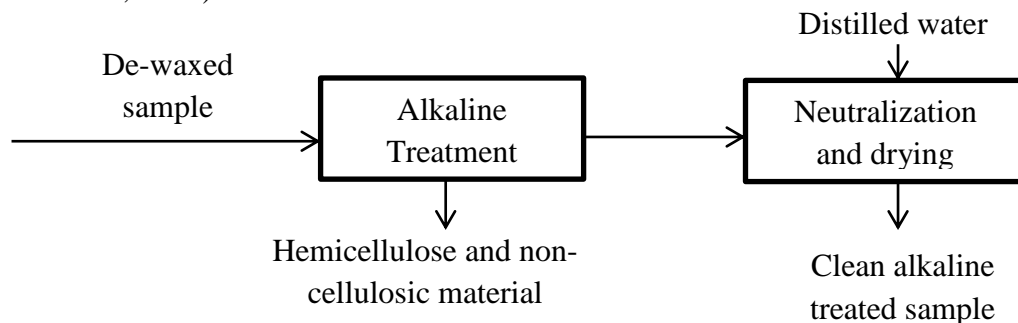 Distilled water
De-waxed
sample
Alkaline
Treatment
Neutralization
and drying
Hemicellulose and non-
cellulosic material
Clean alkaline
treated sample